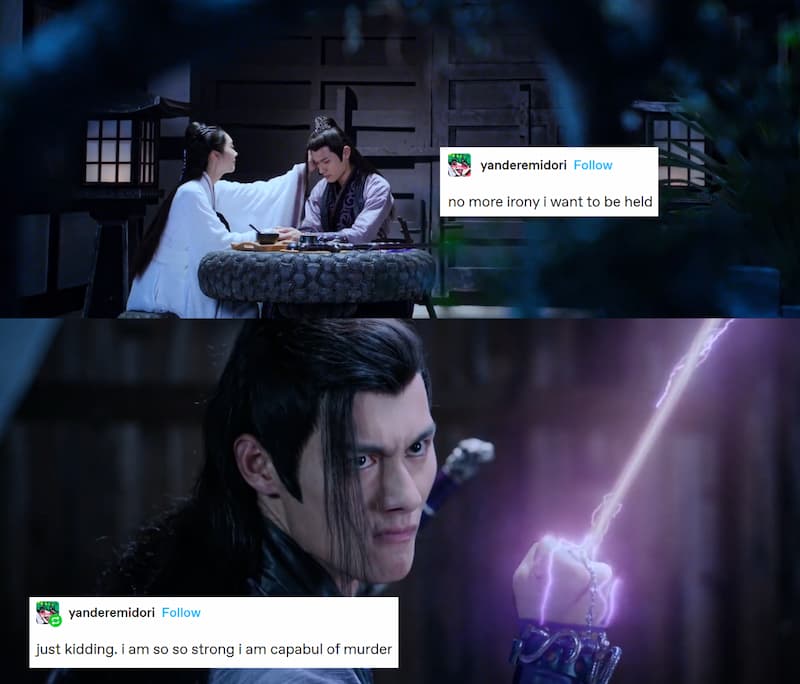 yanderemidori Follow
no more irony i want to be held
yanderemidori Follow
just kidding. i am so so strong i am capabul of murder